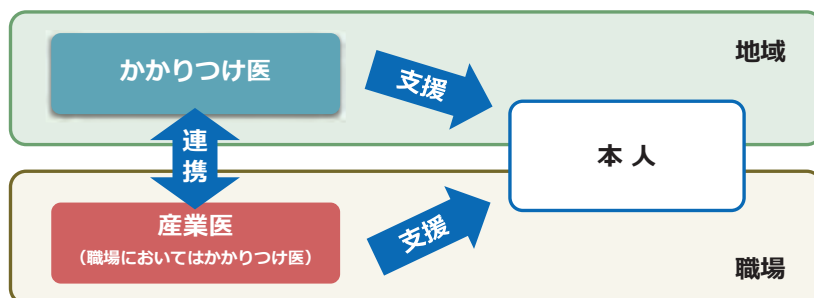 かかりつけ医
支援
地域
連携
本人
産業医
（職場においてはかかりつけ医）
支援
職場